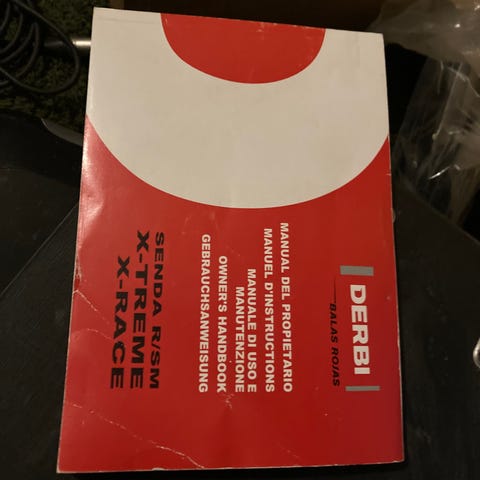 DERBI
BALAS ROJAS
MANUAL DEL PROPIETARIO
MANUEL D'INSTRUCTIONS
MANUALE DI USO E
MANUTENZIONE
OWNER'S HANDBOOK
GEBRAUCHSANWEISUNG
SENDA R/SM
X-TREME
X-RACE